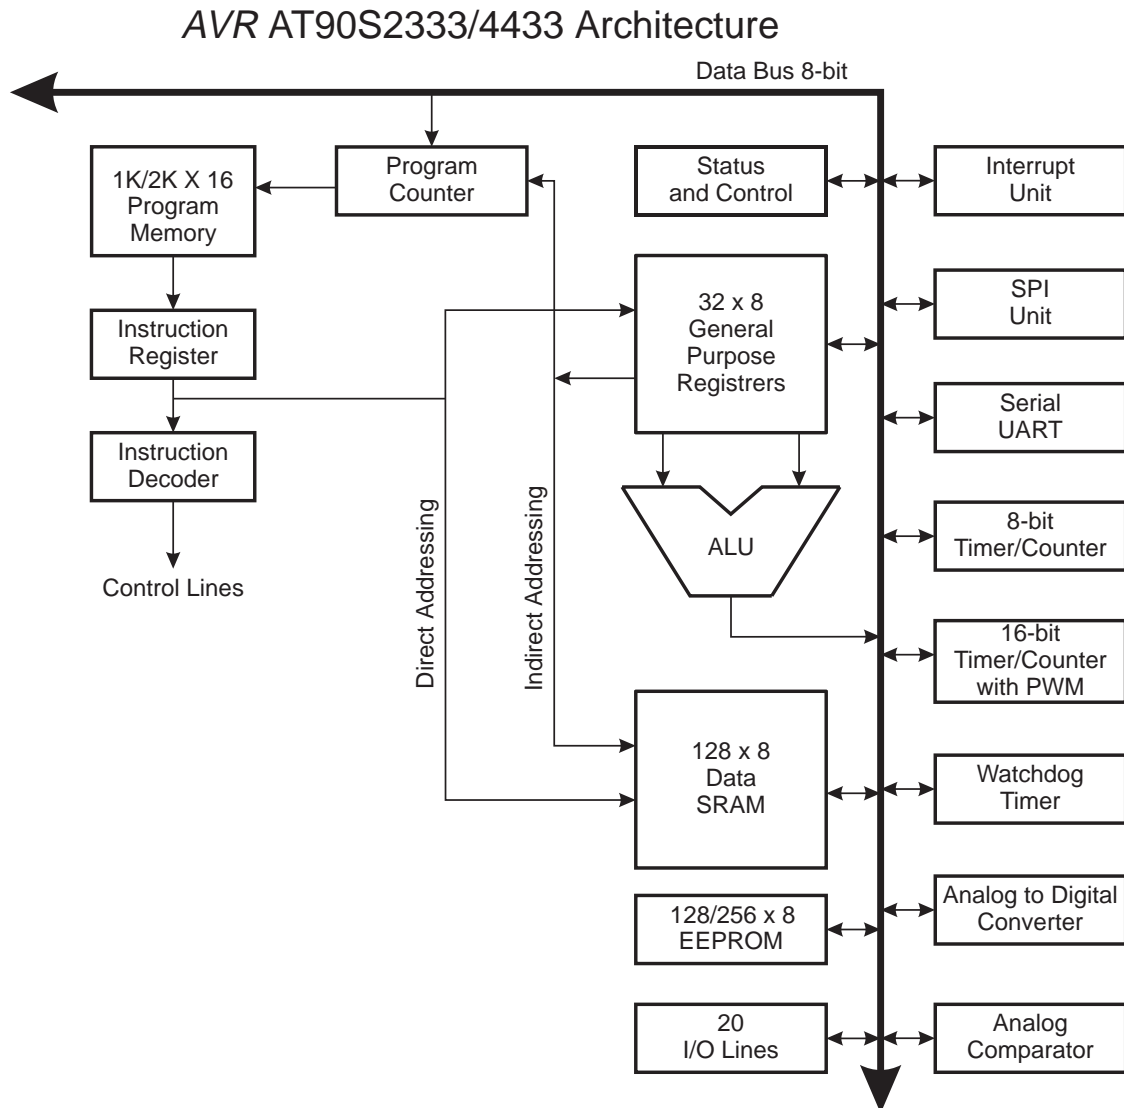 AVR AT90S2333/4433 Architecture
Data Bus 8-bit
1K/2K X 16
Program
Memory
Program
Counter
Status
and Control
Interrupt
Unit
32 x 8
General
Purpose
Registrers
SPI
Unit
Instruction
Register
Serial
UART
Instruction
Decoder
Control Lines
Direct Addressing
Indirect Addressing
ALU
8-bit
Timer/Counter
16-bit
Timer/Counter
with PWM
128 x 8
Data
SRAM
Watchdog
Timer
128/256 x 8
EEPROM
Analog to Digital
Converter
20
I/O Lines
Analog
Comparator